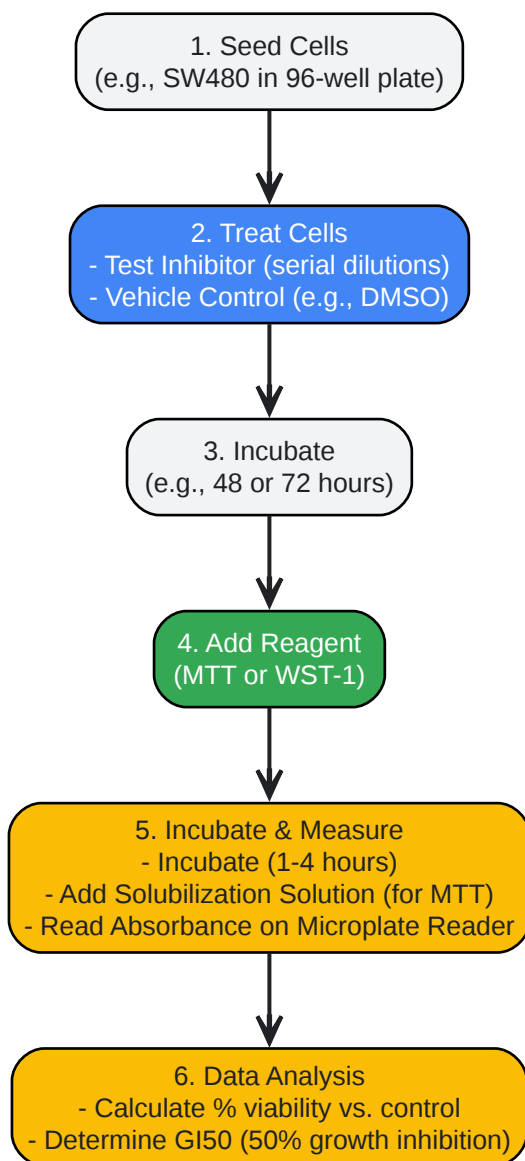 1. Seed Cells
(e.g., SW480 in 96-well plate)
2. Treat Cells
- Test Inhibitor (serial dilutions)
- Vehicle Control (e.g., DMSO)
3. Incubate
(e.g., 48 or 72 hours)
4. Add Reagent
(MTT or WST-1)
5. Incubate & Measure
- Incubate (1-4 hours)
- Add Solubilization Solution (for MTT)
- Read Absorbance on Microplate Reader
6. Data Analysis
- Calculate % viability vs. control
- Determine GI50 (50% growth inhibition)